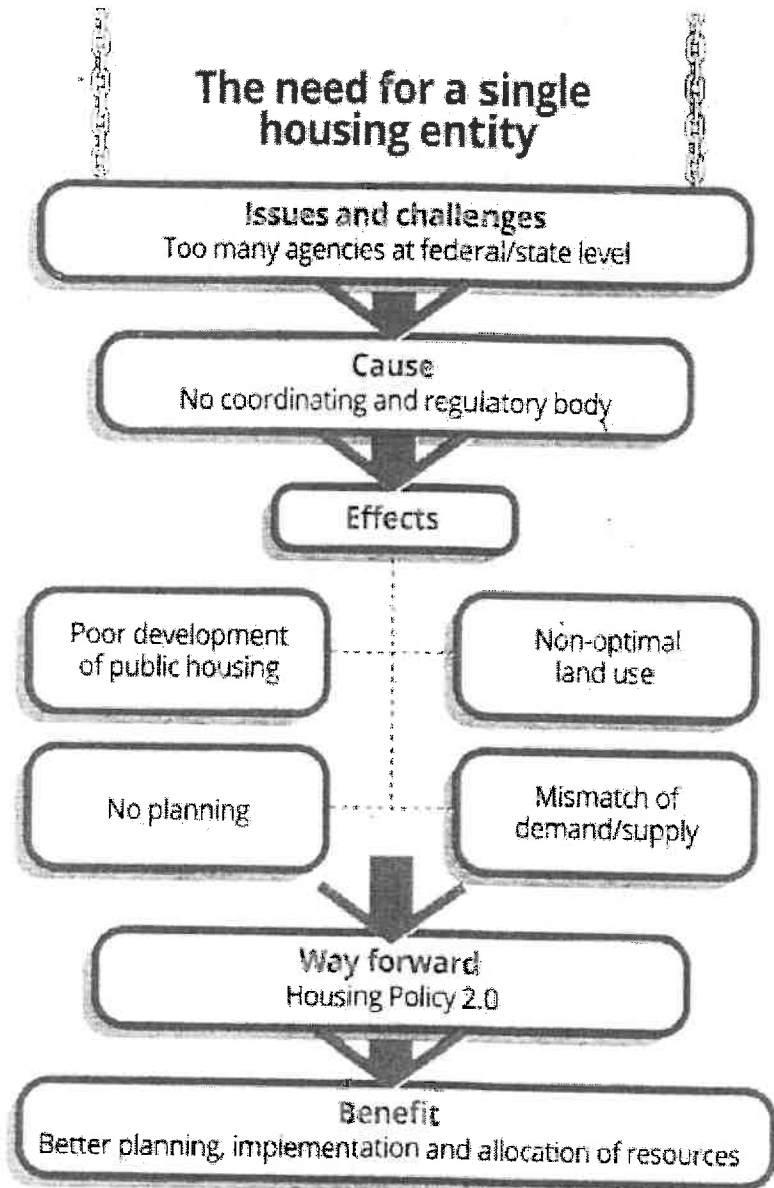 The need for a single
housing entity
Issues and challenges
Too many agencies at federal/state level
Cause
No coordinating and regulatory body
Effects
Poor development
of public housing
Non-optimal
land use
No planning
Mismatch of
demand/supply
Way forward
Housing Policy 2.0
Benefit
Better planning, implementation and allocation of resources